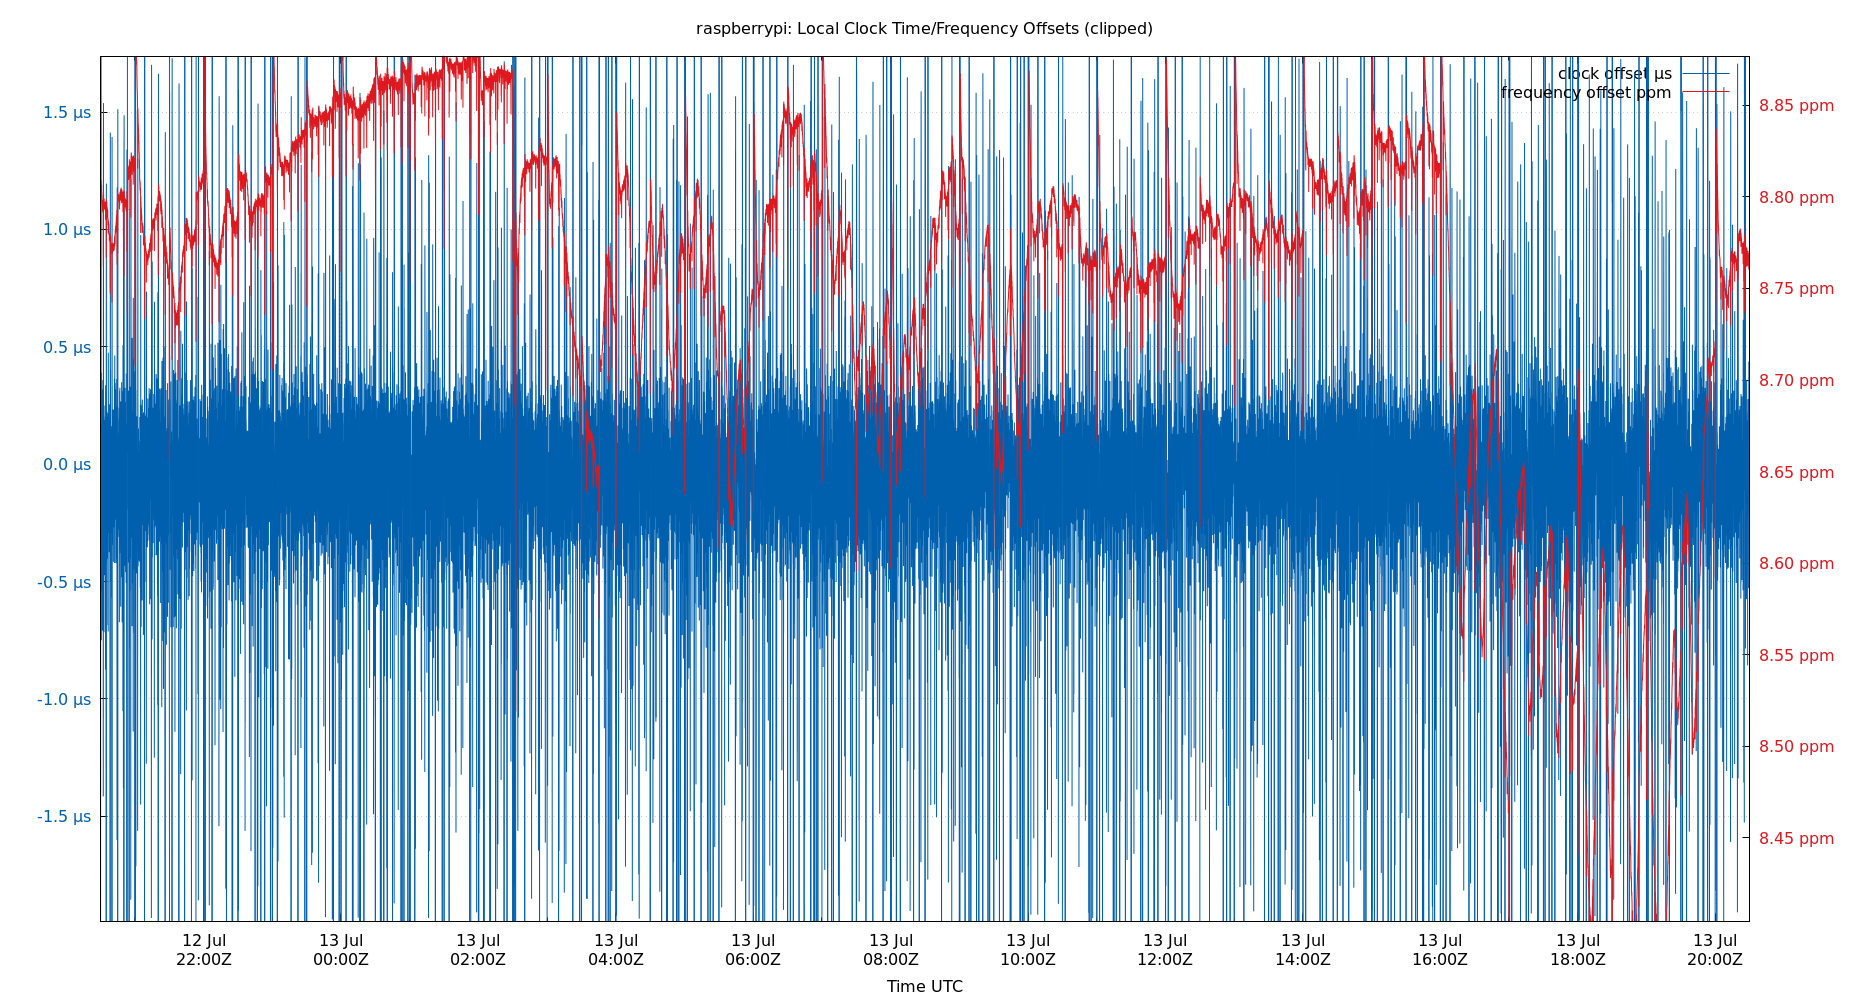 raspberrypi: Local Clock Time/Frequency Offsets (clipped)
clock offset µs
frequency offset ppm
1.5 µs
1.0 µs
0.5 µs
0.0 µs
-0.5 µs
-1.0 µs
-1.5 µs
8.85 ppm
8.80 ppm
8.75 ppm
8.70 ppm
8.65 ppm
8.60 ppm
8.55 ppm
8.50 ppm
8.45 ppm
12 Jul 13 Jul 13 Jul 13 Jul 13 Jul 13 Jul 13 Jul 13 Jul 13 Jul 13 Jul 13 Jul 13 Jul
22:00Z 00:00Z 02:00Z 04:00Z 06:00Z 08:00Z 10:00Z 12:00Z 14:00Z 16:00Z 18:00Z 20:00Z
Time UTC